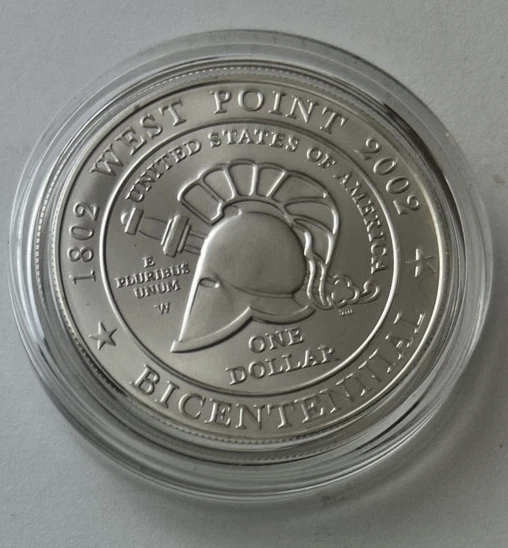 1802 WEST POINT 2002
UNITED STATES OF AMERICA
E
PLURIBUS
UNUM
W
ONE
DOLLAR
BICENTENNIAL